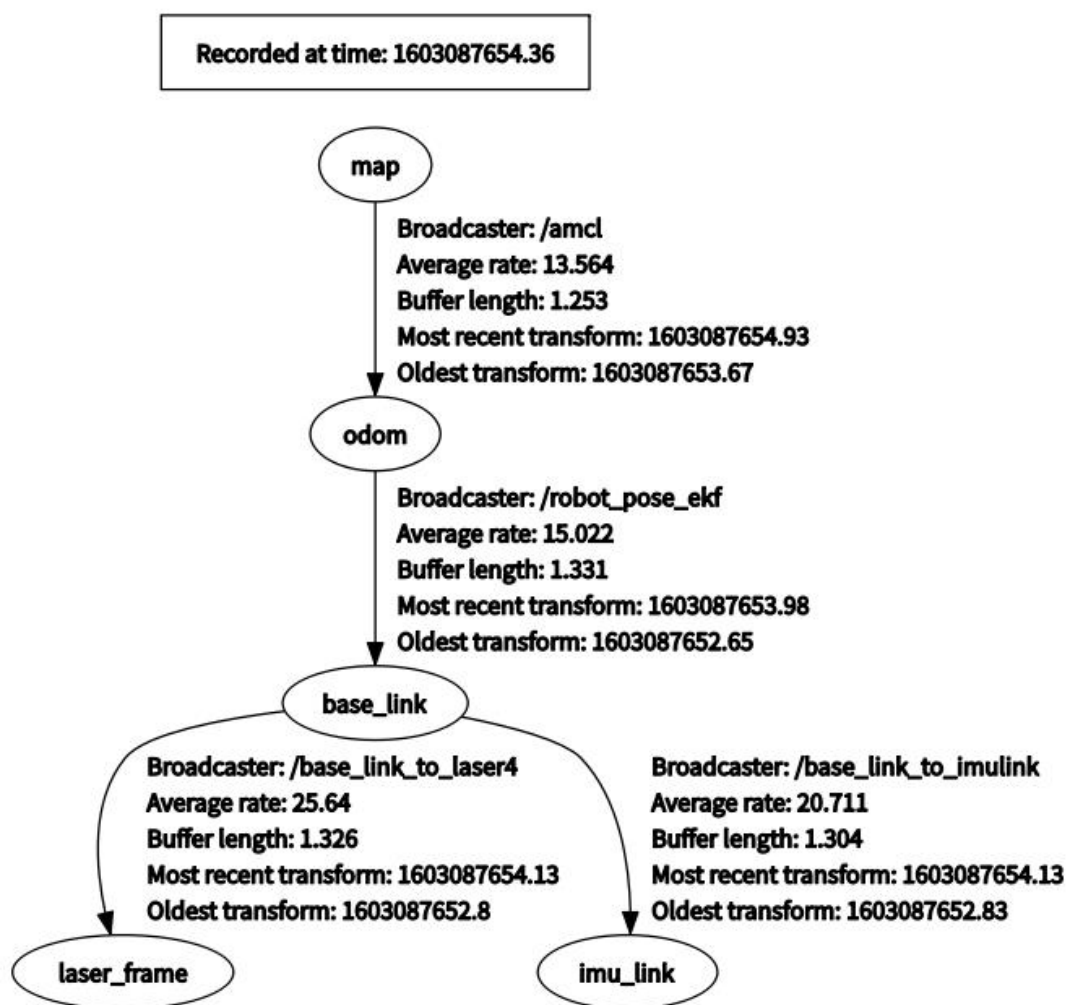 Recorded at time: 1603087654.36
map
Broadcaster: /amcl
Average rate: 13.564
Buffer length: 1.253
Most recent transform: 1603087654.93
Oldest transform: 1603087653.67
odom
Broadcaster: /robot_pose_ekf
Average rate: 15.022
Buffer length: 1.331
Most recent transform: 1603087653.98
Oldest transform: 1603087652.65
base_link
Broadcaster: /base_link_to_laser4
Average rate: 25.64
Buffer length: 1.326
Most recent transform: 1603087654.13
Oldest transform: 1603087652.8
Broadcaster: /base_link_to_imulink
Average rate: 20.711
Buffer length: 1.304
Most recent transform: 1603087654.13
Oldest transform: 1603087652.83
laser_frame
imu_link